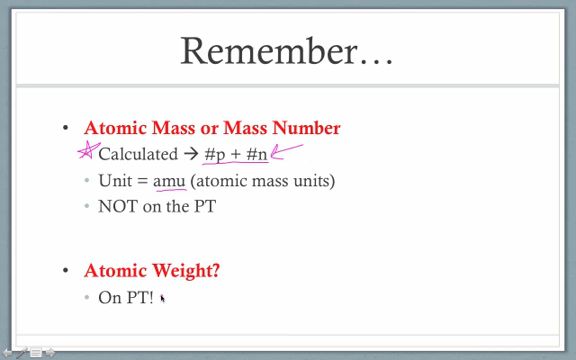 Remember…
• Atomic Mass or Mass Number
• Calculated → #p + #n
• Unit = amu (atomic mass units)
• NOT on the PT
• Atomic Weight?
• On PT!